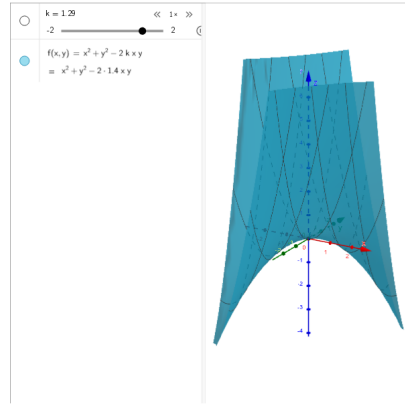 k = 1.29
1×
-2
2
f(x, y) = x² + y² − 2 k x y
= x² + y² − 2 · 1.4 x y
z
0
1
2
-1
-2
-3
-4